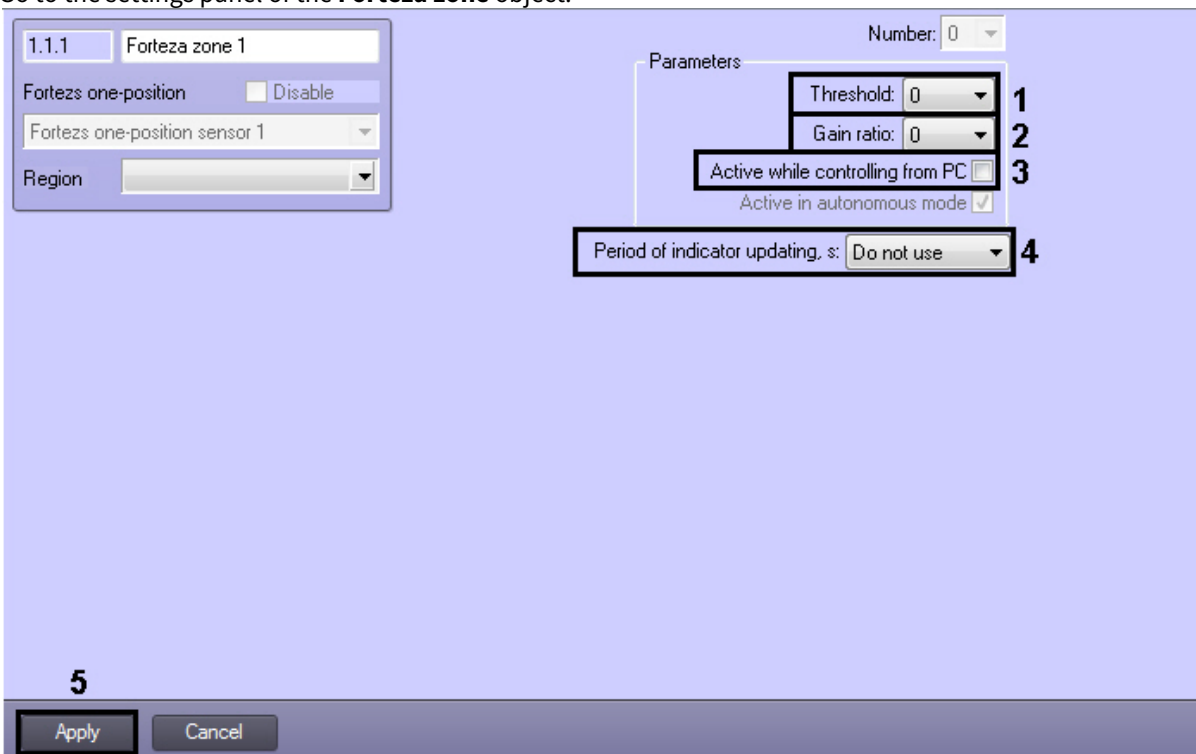 Go to the settings panel of the Forteza zone object.
1.1.1 Forteza zone 1
Number: 0
Parameters
Fortezs one-position Disable
Threshold: 0 1
Fortezs one-position sensor 1
Gain ratio: 0 2
Region
Active while controlling from PC 3
Active in autonomous mode
Period of indicator updating, s: Do not use 4
5
Apply Cancel